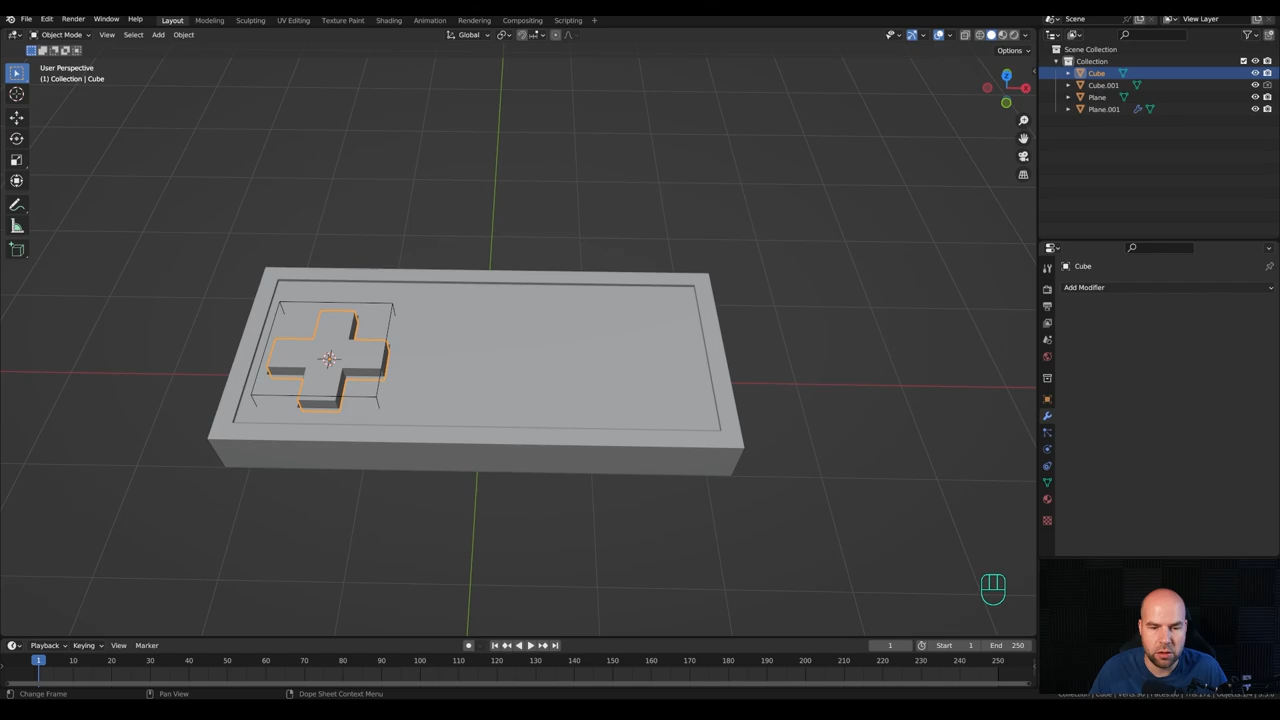 File Edit Render Window Help Layout Modeling Sculpting UV Editing Texture Paint Shading Animation Rendering Compositing Scripting + Scene View Layer
Object Mode View Select Add Object Global
Options
User Perspective
(1) Collection | Cube
Z
X
Scene Collection
Collection
Cube
Cube.001
Plane
Plane.001
Cube
Add Modifier
Playback Keying View Marker 1 Start 1 End 250
1 10 20 30 40 50 60 70 80 90 100 110 120 130 140 150 160 170 180 190 200 210 220 230 240 250
Change Frame Pan View Dope Sheet Context Menu